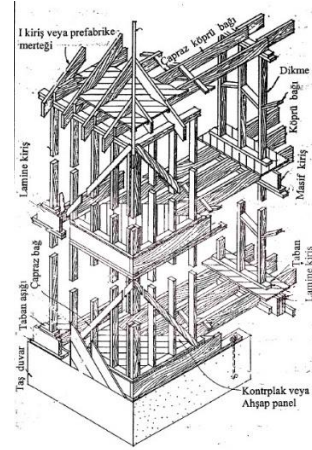 I kiriş veya prefabrike
merteği
Çapraz köprü bağı
Dikme
Köprü bağı
Masif kiriş
Lamine kiriş
Çapraz bağ
Taban aşığı
Taş duvar
Taban
Lamine kiriş
Kontrplak veya
Ahşap panel